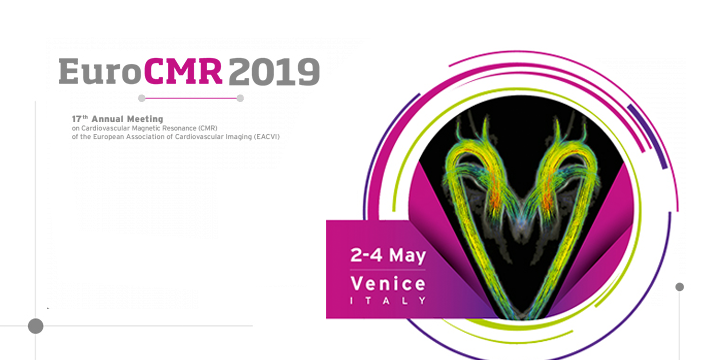 EuroCMR 2019
17th Annual Meeting
on Cardiovascular Magnetic Resonance (CMR)
of the European Association of Cardiovascular Imaging (EACVI)
2-4 May
Venice
ITALY